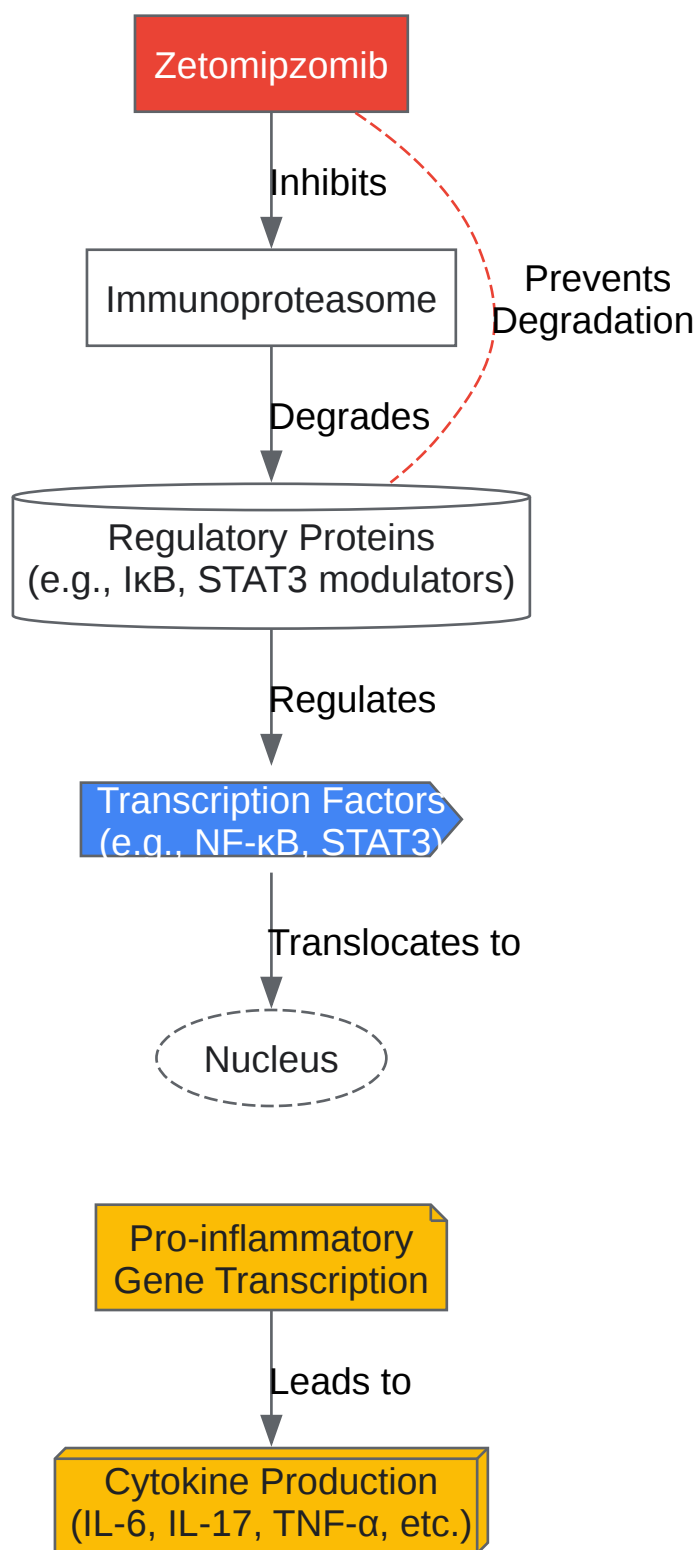 Zetomipzomib
Inhibits
Immunoproteasome
Prevents
Degradation
Degrades
Regulatory Proteins
(e.g., IκB, STAT3 modulators)
Regulates
Transcription Factors
(e.g., NF-κB, STAT3)
Translocates to
Nucleus
Pro-inflammatory
Gene Transcription
Leads to
Cytokine Production
(IL-6, IL-17, TNF-α, etc.)